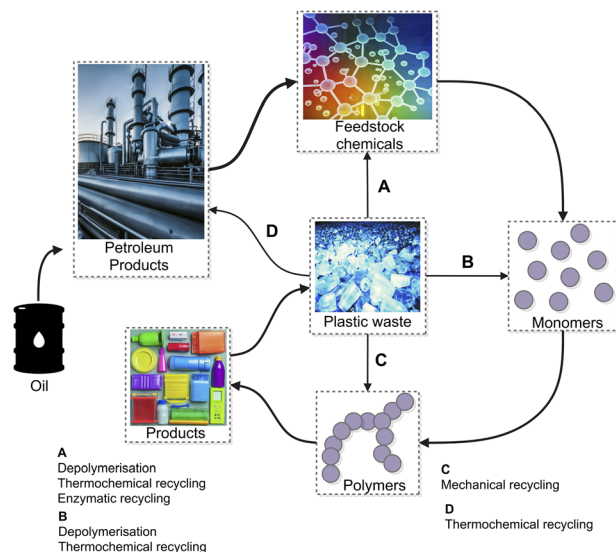 Feedstock
chemicals
A
Petroleum
Products
D
Plastic waste
B
Monomers
Oil
C
Products
Polymers
A
Depolymerisation
Thermochemical recycling
Enzymatic recycling
B
Depolymerisation
Thermochemical recycling
C
Mechanical recycling
D
Thermochemical recycling